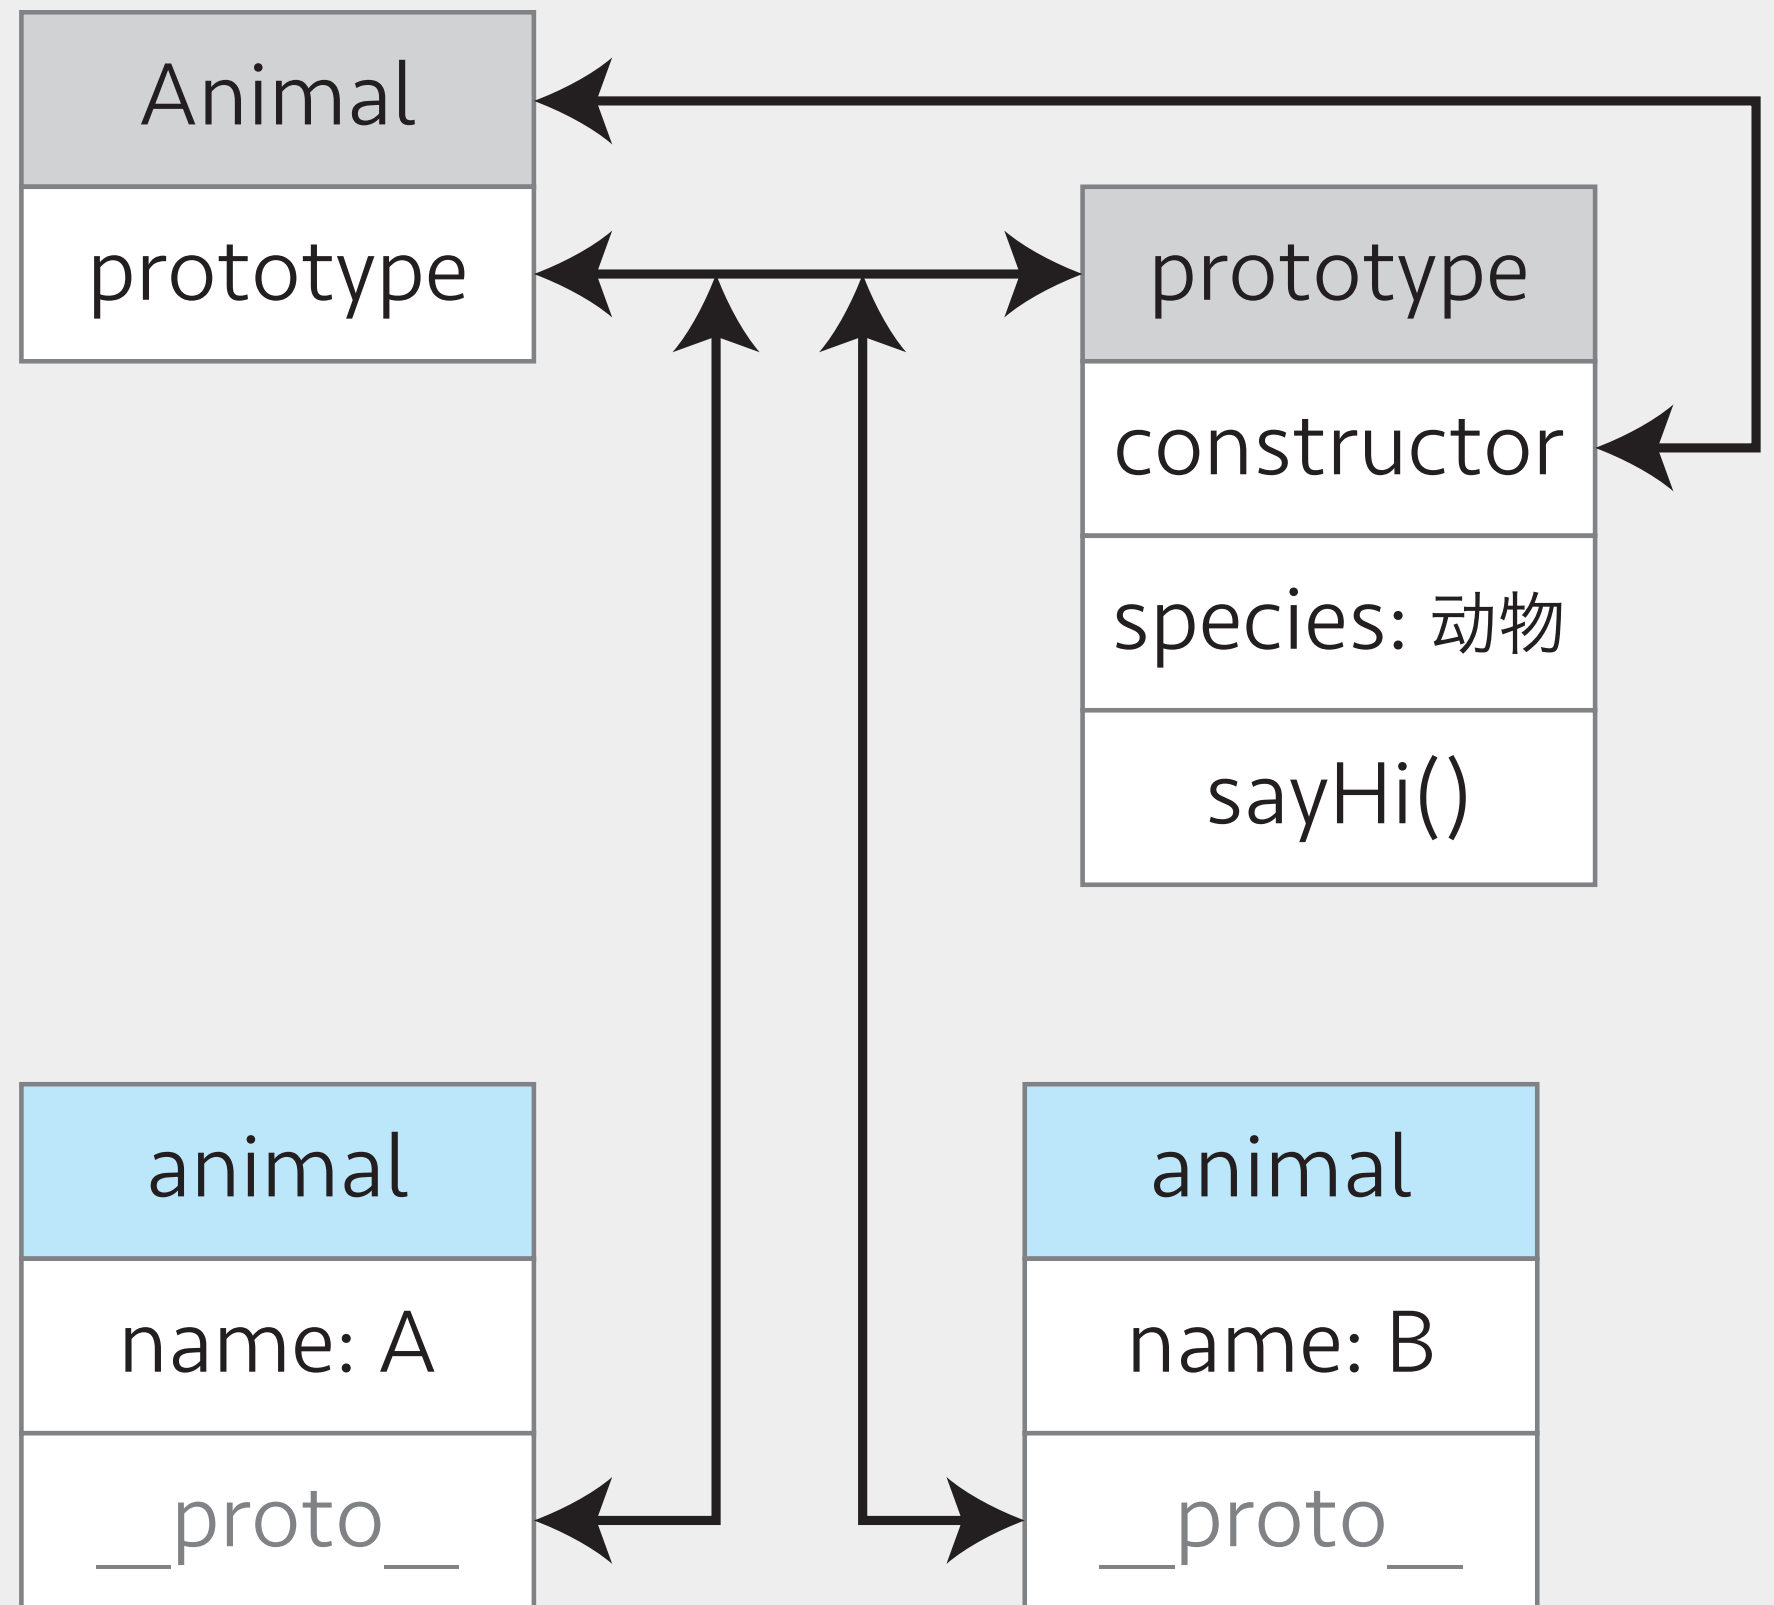 Animal
prototype
prototype
constructor
species: 动物
sayHi()
animal
name: A
__proto__
animal
name: B
__proto__